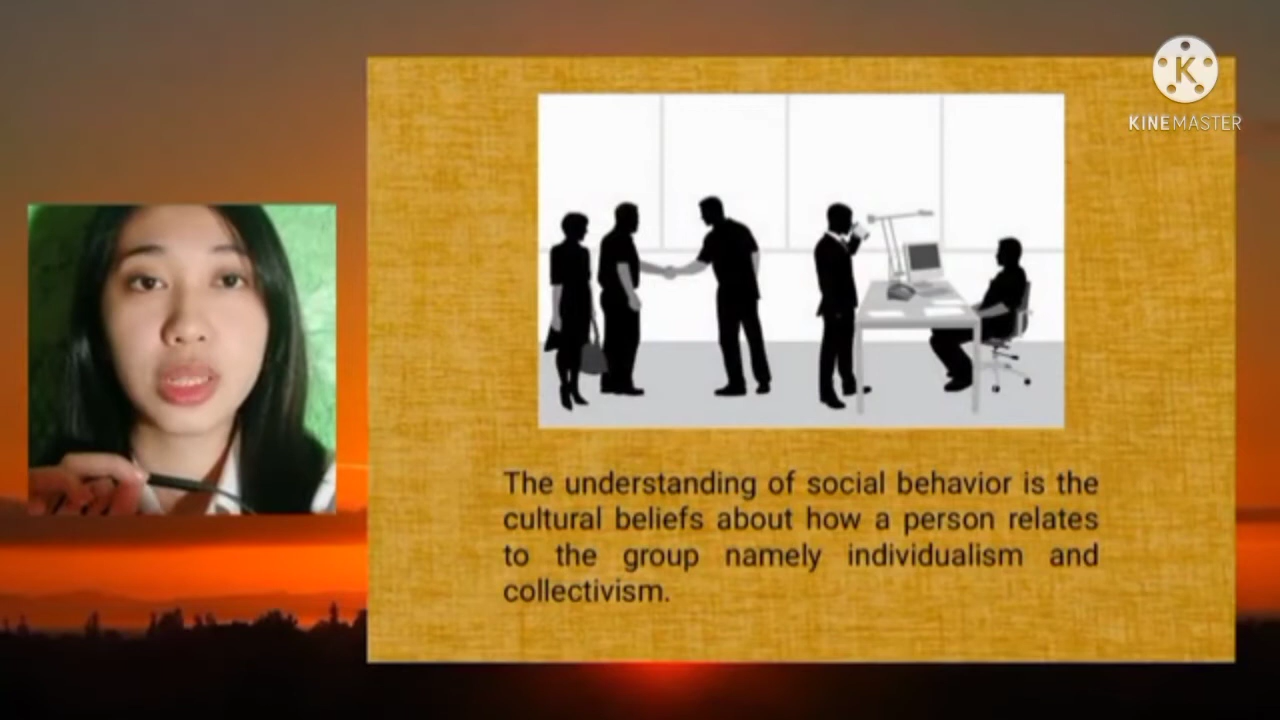 KINEMASTER
The understanding of social behavior is the
cultural beliefs about how a person relates
to the group namely individualism and
collectivism.